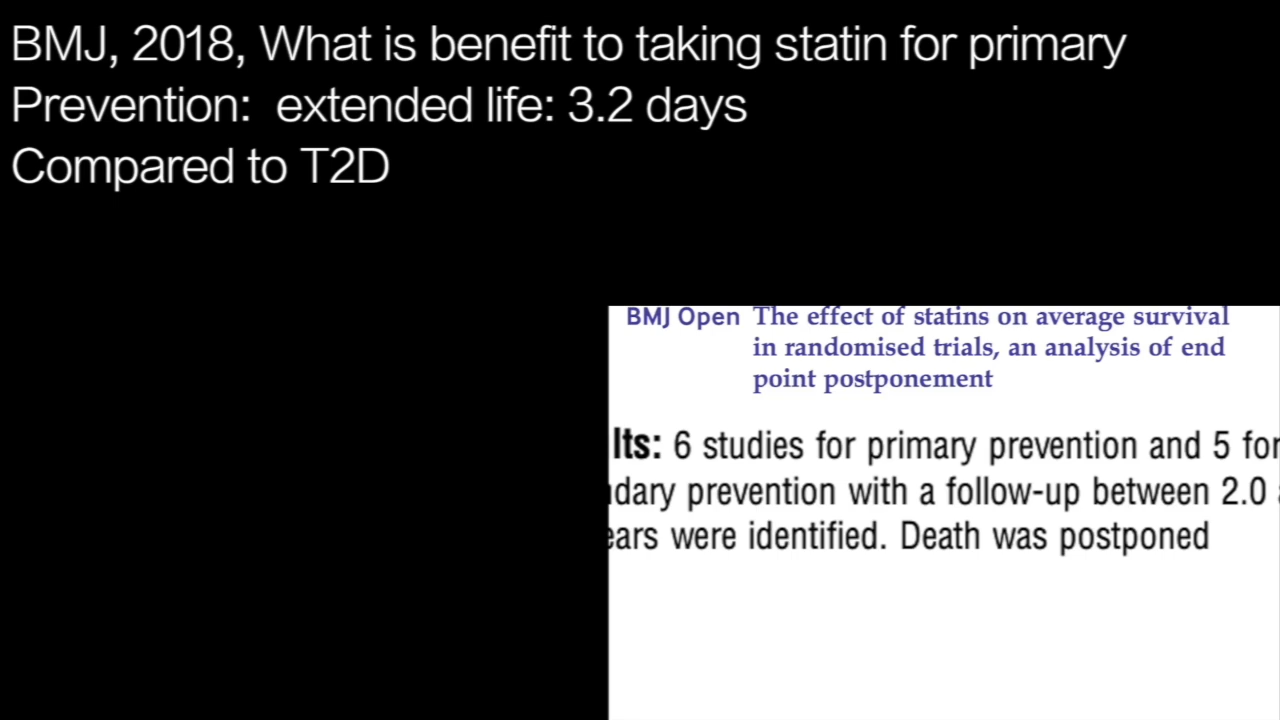 BMJ, 2018, What is benefit to taking statin for primary
Prevention: extended life: 3.2 days
Compared to T2D
BMJ Open The effect of statins on average survival
in randomised trials, an analysis of end
point postponement
lts: 6 studies for primary prevention and 5 for
dary prevention with a follow-up between 2.0
ears were identified. Death was postponed